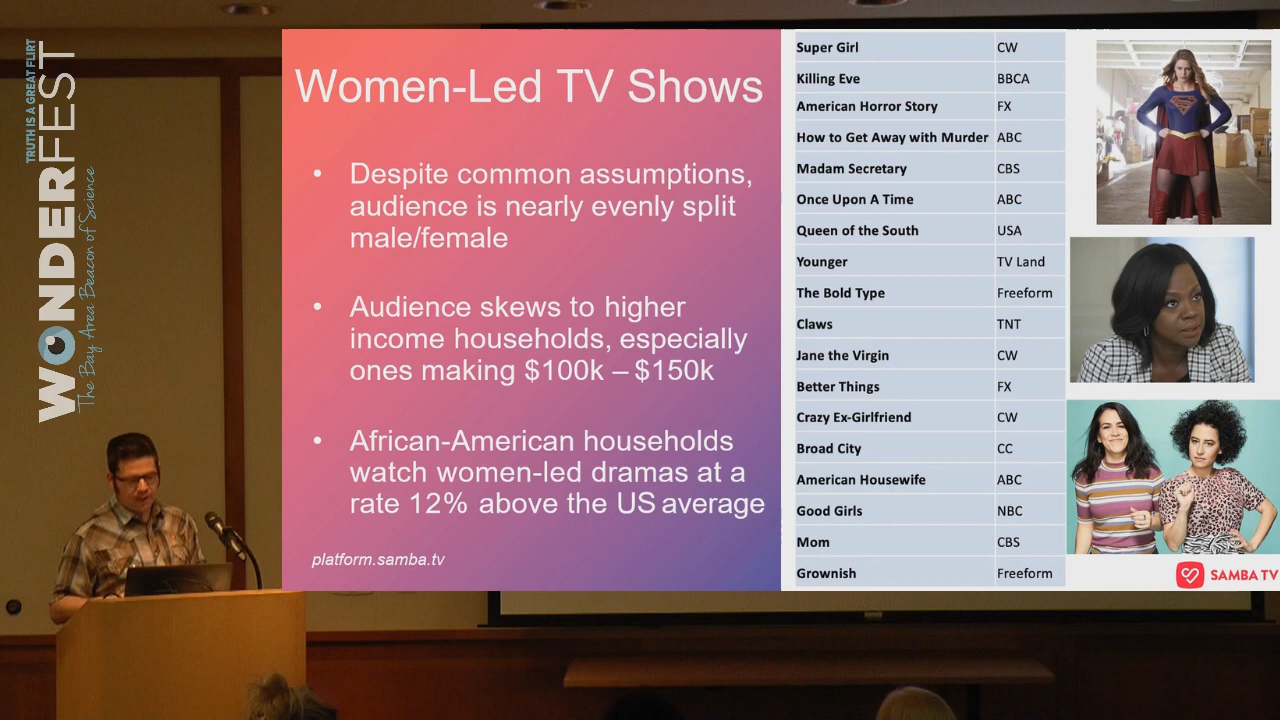 TRUTH IS A GREAT FLIRT
WONDERFEST
The Bay Area Beacon of Science
Women-Led TV Shows
• Despite common assumptions,
audience is nearly evenly split
male/female
• Audience skews to higher
income households, especially
ones making $100k – $150k
• African-American households
watch women-led dramas at a
rate 12% above the US average
platform.samba.tv
Super Girl CW
Killing Eve BBCA
American Horror Story FX
How to Get Away with Murder ABC
Madam Secretary CBS
Once Upon A Time ABC
Queen of the South USA
Younger TV Land
The Bold Type Freeform
Claws TNT
Jane the Virgin CW
Better Things FX
Crazy Ex-Girlfriend CW
Broad City CC
American Housewife ABC
Good Girls NBC
Mom CBS
Grownish Freeform
SAMBA TV